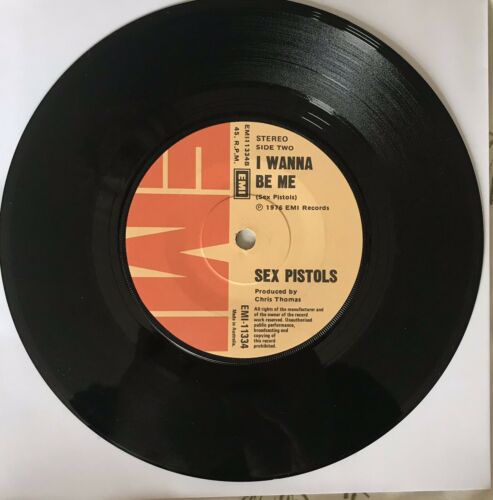 EMI
EMI11334B
45, R.P.M.
EMI
STEREO
SIDE TWO
I WANNA
BE ME
(Sex Pistols)
℗ 1976 EMI Records
SEX PISTOLS
Produced by
Chris Thomas
All rights of the manufacturer and
of the owner of the record
work reserved. Unauthorised
public performance,
broadcasting and
copying of
this record
prohibited.
EMI-11334
Made in Australia.